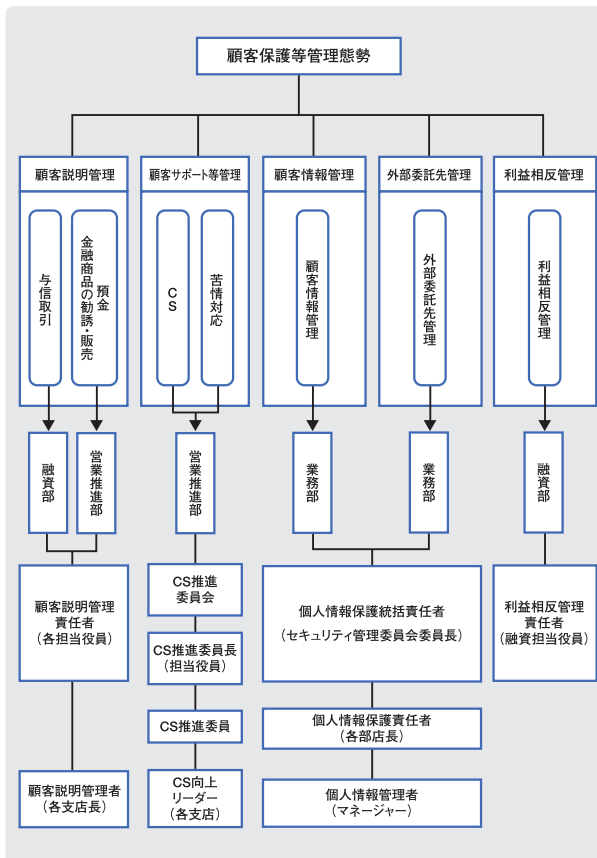 顧客保護等管理態勢
顧客説明管理
顧客サポート等管理
顧客情報管理
外部委託先管理
利益相反管理
与信取引
預金
金融商品の勧誘・販売
CS
苦情対応
顧客情報管理
外部委託先管理
利益相反管理
融資部
営業推進部
営業推進部
業務部
業務部
融資部
顧客説明管理
責任者
（各担当役員）
CS推進
委員会
CS推進委員長
（担当役員）
CS推進委員
CS向上
リーダー
（各支店）
個人情報保護統括責任者
（セキュリティ管理委員会委員長）
個人情報保護責任者
（各部店長）
個人情報管理者
（マネージャー）
利益相反管理
責任者
（融資担当役員）
顧客説明管理者
（各支店長）